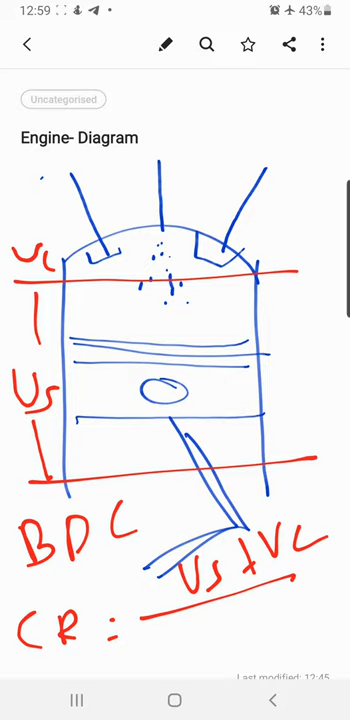 12:59
43%
Uncategorised
Engine- Diagram
Vc
Vs
BDC
Vs + VC
CR =
Last modified: 12:45